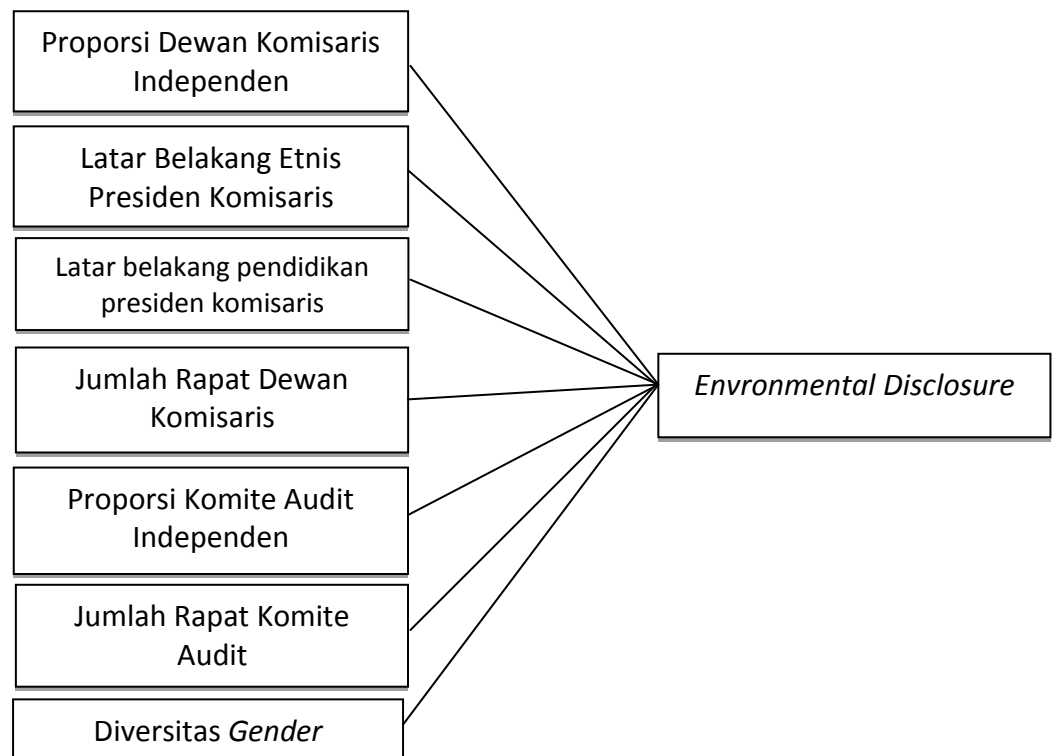 Proporsi Dewan Komisaris
Independen
Latar Belakang Etnis
Presiden Komisaris
Latar belakang pendidikan
presiden komisaris
Jumlah Rapat Dewan
Komisaris
Proporsi Komite Audit
Independen
Jumlah Rapat Komite
Audit
Diversitas Gender
Envronmental Disclosure